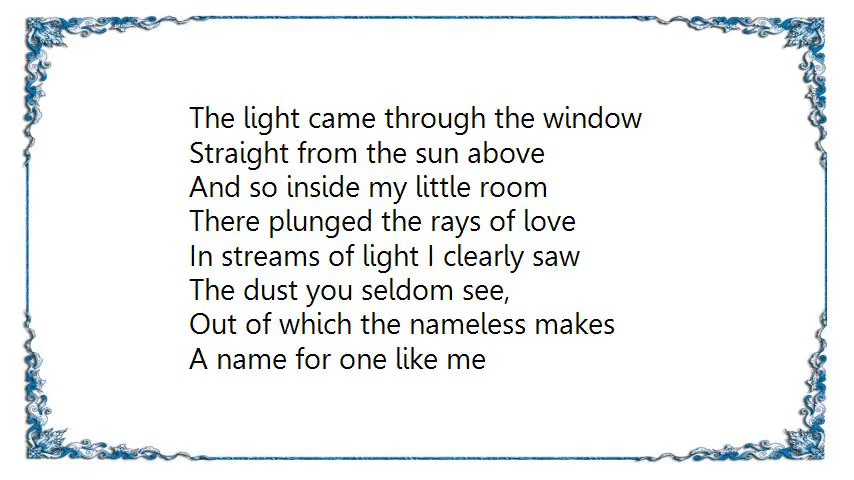 The light came through the window
Straight from the sun above
And so inside my little room
There plunged the rays of love
In streams of light I clearly saw
The dust you seldom see,
Out of which the nameless makes
A name for one like me